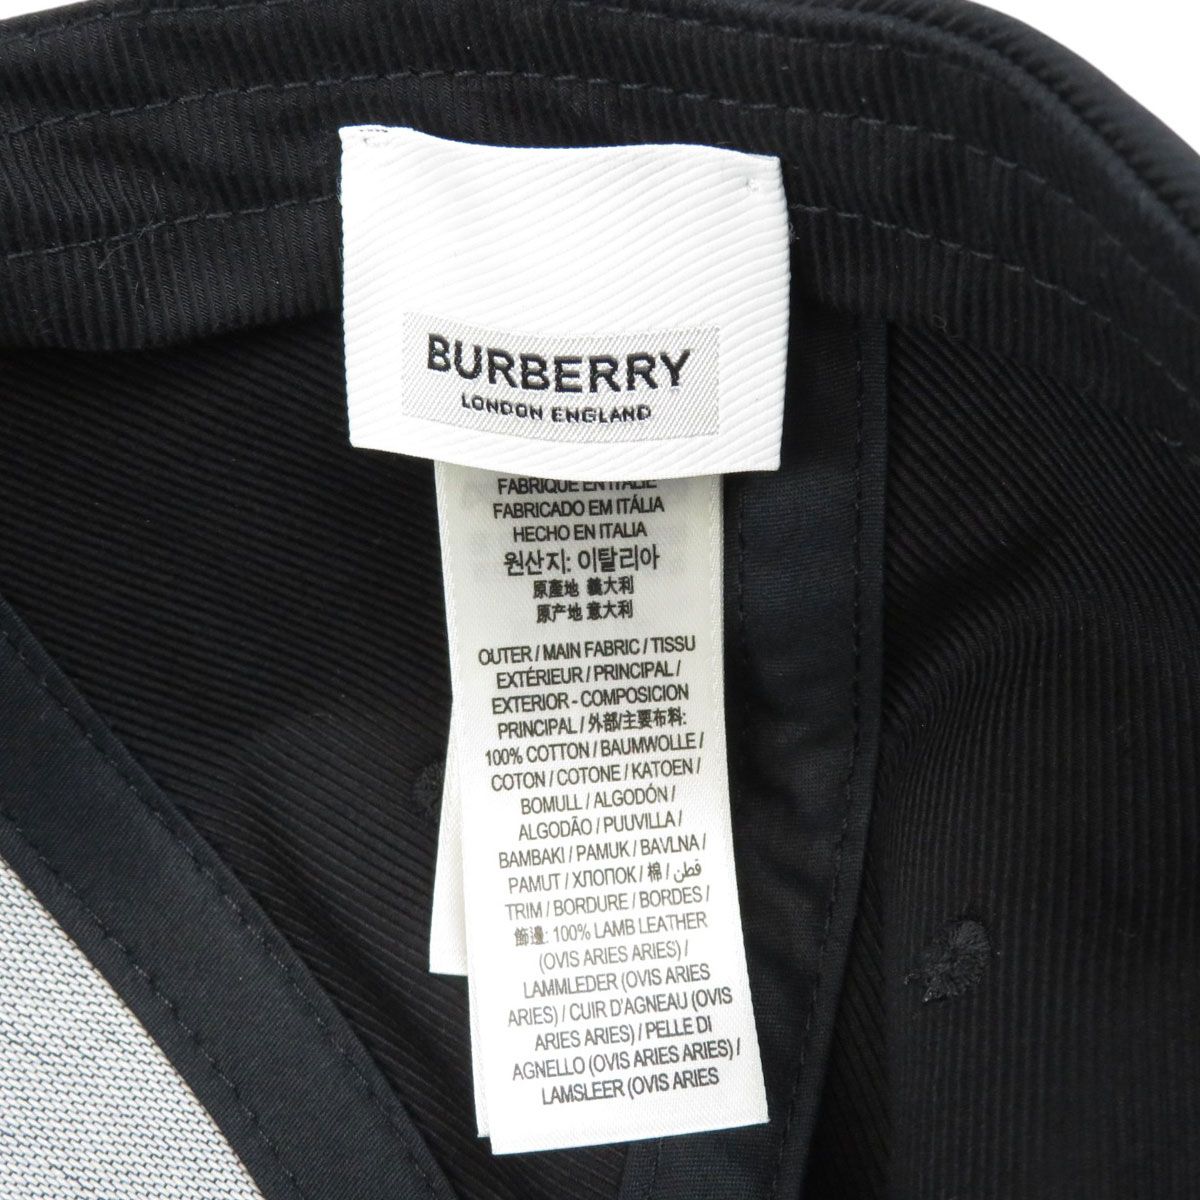 BURBERRY
LONDON ENGLAND
FABRIQUÉ EN ITALIE
FABRICADO EM ITÁLIA
HECHO EN ITALIA
원산지: 이탈리아
原產地 義大利
原产地 意大利
OUTER / MAIN FABRIC / TISSU
EXTÉRIEUR / PRINCIPAL /
EXTERIOR - COMPOSICION
PRINCIPAL / 外部/主要布料:
100% COTTON / BAUMWOLLE /
COTON / COTONE / KATOEN /
BOMULL / ALGODÓN /
ALGODÃO / PUUVILLA /
BAMBAKI / PAMUK / BAVLNA /
PAMUT / ХЛОПОК / 棉 / قطن
TRIM / BORDURE / BORDES /
飾邊: 100% LAMB LEATHER
(OVIS ARIES ARIES) /
LAMMLEDER (OVIS ARIES
ARIES) / CUIR D'AGNEAU (OVIS
ARIES ARIES) / PELLE DI
AGNELLO (OVIS ARIES ARIES) /
LAMSLEER (OVIS ARIES